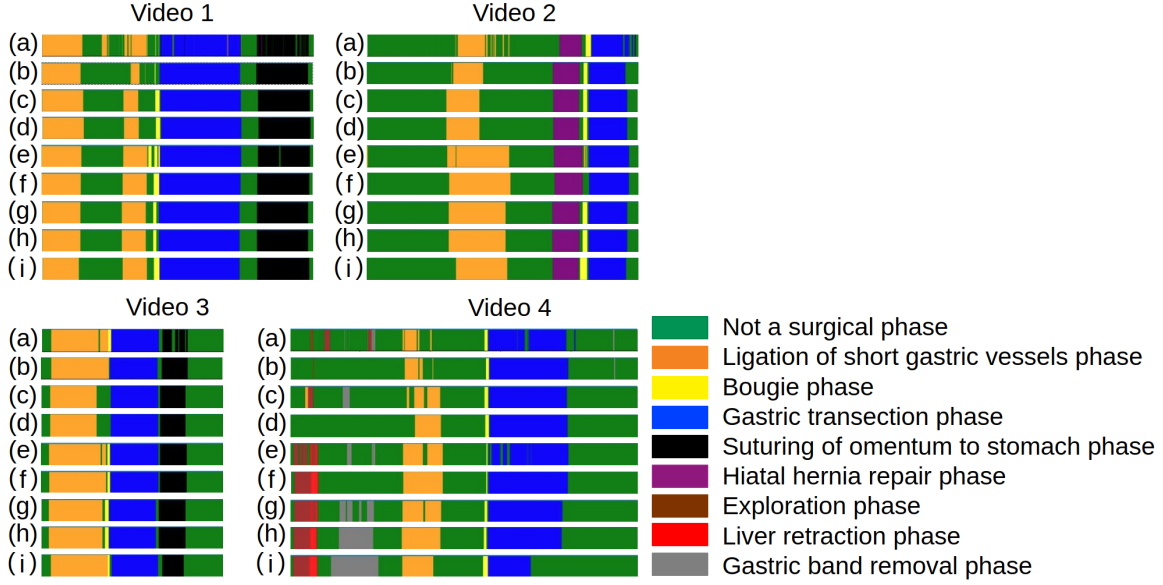 Video 1
(a)
(b)
(c)
(d)
(e)
(f)
(g)
(h)
(i)
Video 2
(a)
(b)
(c)
(d)
(e)
(f)
(g)
(h)
(i)
Video 3
(a)
(b)
(c)
(d)
(e)
(f)
(g)
(h)
(i)
Video 4
(a)
(b)
(c)
(d)
(e)
(f)
(g)
(h)
(i)
Not a surgical phase
Ligation of short gastric vessels phase
Bougie phase
Gastric transection phase
Suturing of omentum to stomach phase
Hiatal hernia repair phase
Exploration phase
Liver retraction phase
Gastric band removal phase